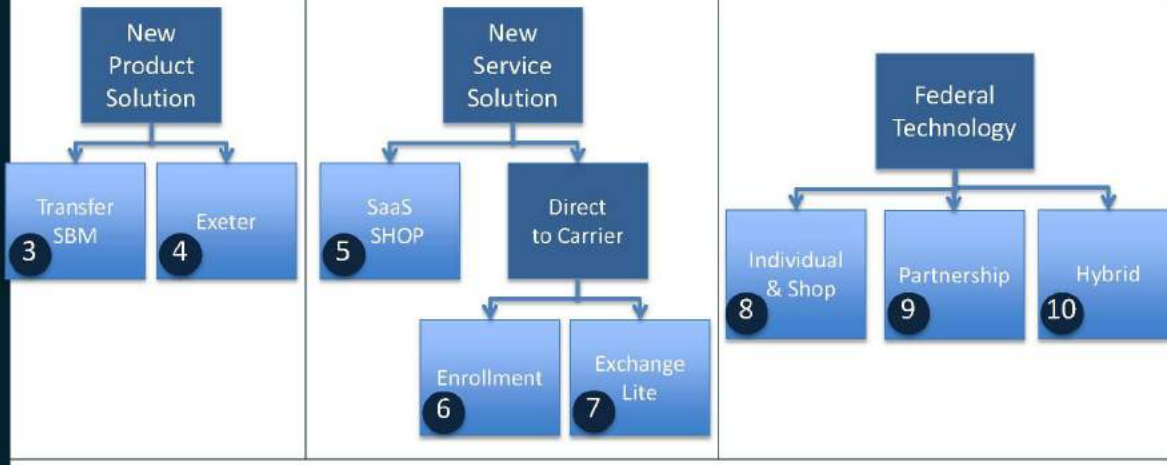 New
Product
Solution
Transfer
SBM
3
Exeter
4
New
Service
Solution
SaaS
SHOP
5
Direct
to Carrier
Enrollment
6
Exchange
Lite
7
Federal
Technology
Individual
& Shop
8
Partnership
9
Hybrid
10